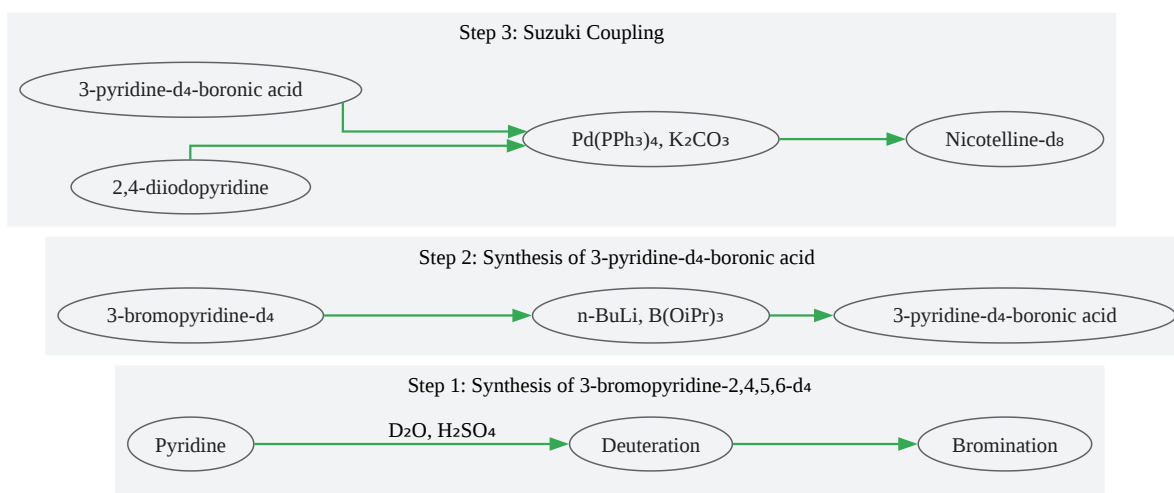 Step 3: Suzuki Coupling
3-pyridine-d₄-boronic acid
2,4-diiodopyridine
Pd(PPh₃)₄, K₂CO₃
Nicotelline-d₈
Step 2: Synthesis of 3-pyridine-d₄-boronic acid
3-bromopyridine-d₄
n-BuLi, B(OiPr)₃
3-pyridine-d₄-boronic acid
Step 1: Synthesis of 3-bromopyridine-2,4,5,6-d₄
Pyridine
D₂O, H₂SO₄
Deuteration
Bromination